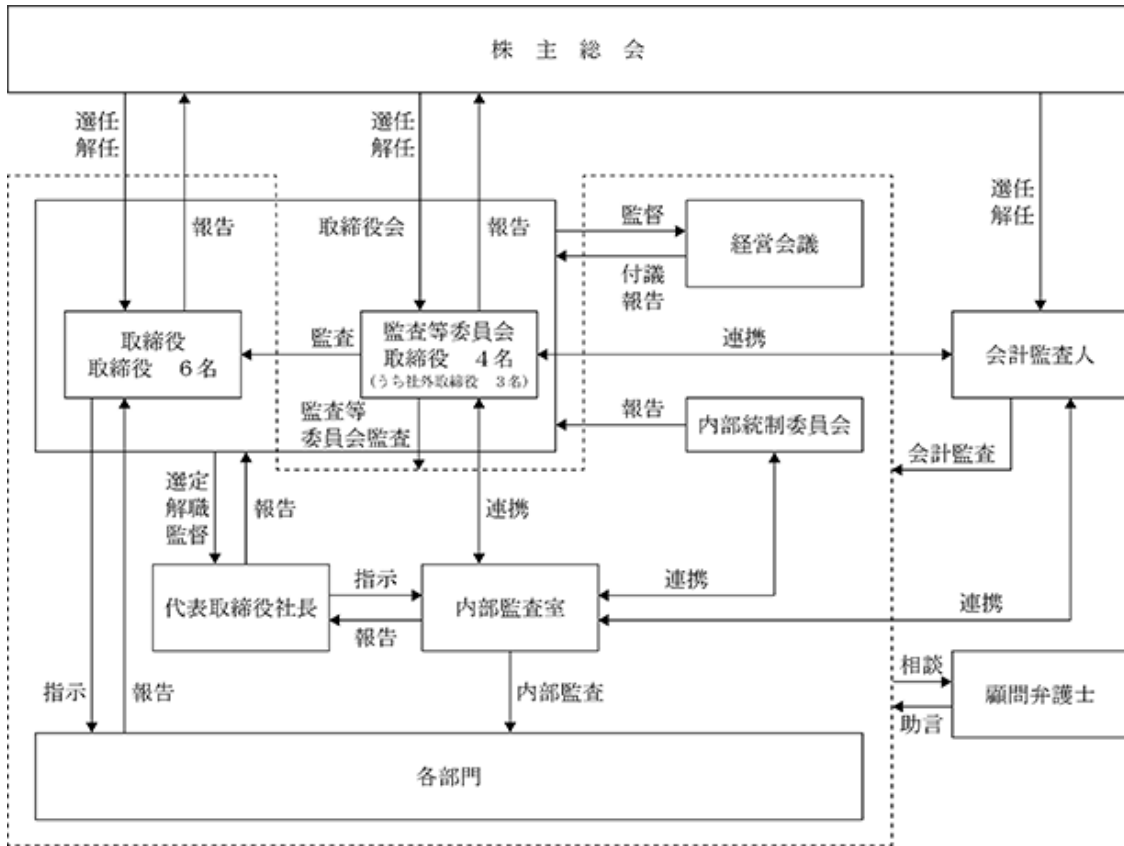 株 主 総 会
選任
解任
選任
解任
選任
解任
報告
取締役会
報告
監督
付議
報告
経営会議
取締役
取締役 6名
監査
監査等委員会
取締役 4名
(うち社外取締役 3名)
連携
会計監査人
監査等
委員会監査
報告
内部統制委員会
会計監査
選定
解職
監督
報告
連携
代表取締役社長
指示
報告
内部監査室
連携
連携
指示
報告
内部監査
相談
助言
顧問弁護士
各部門